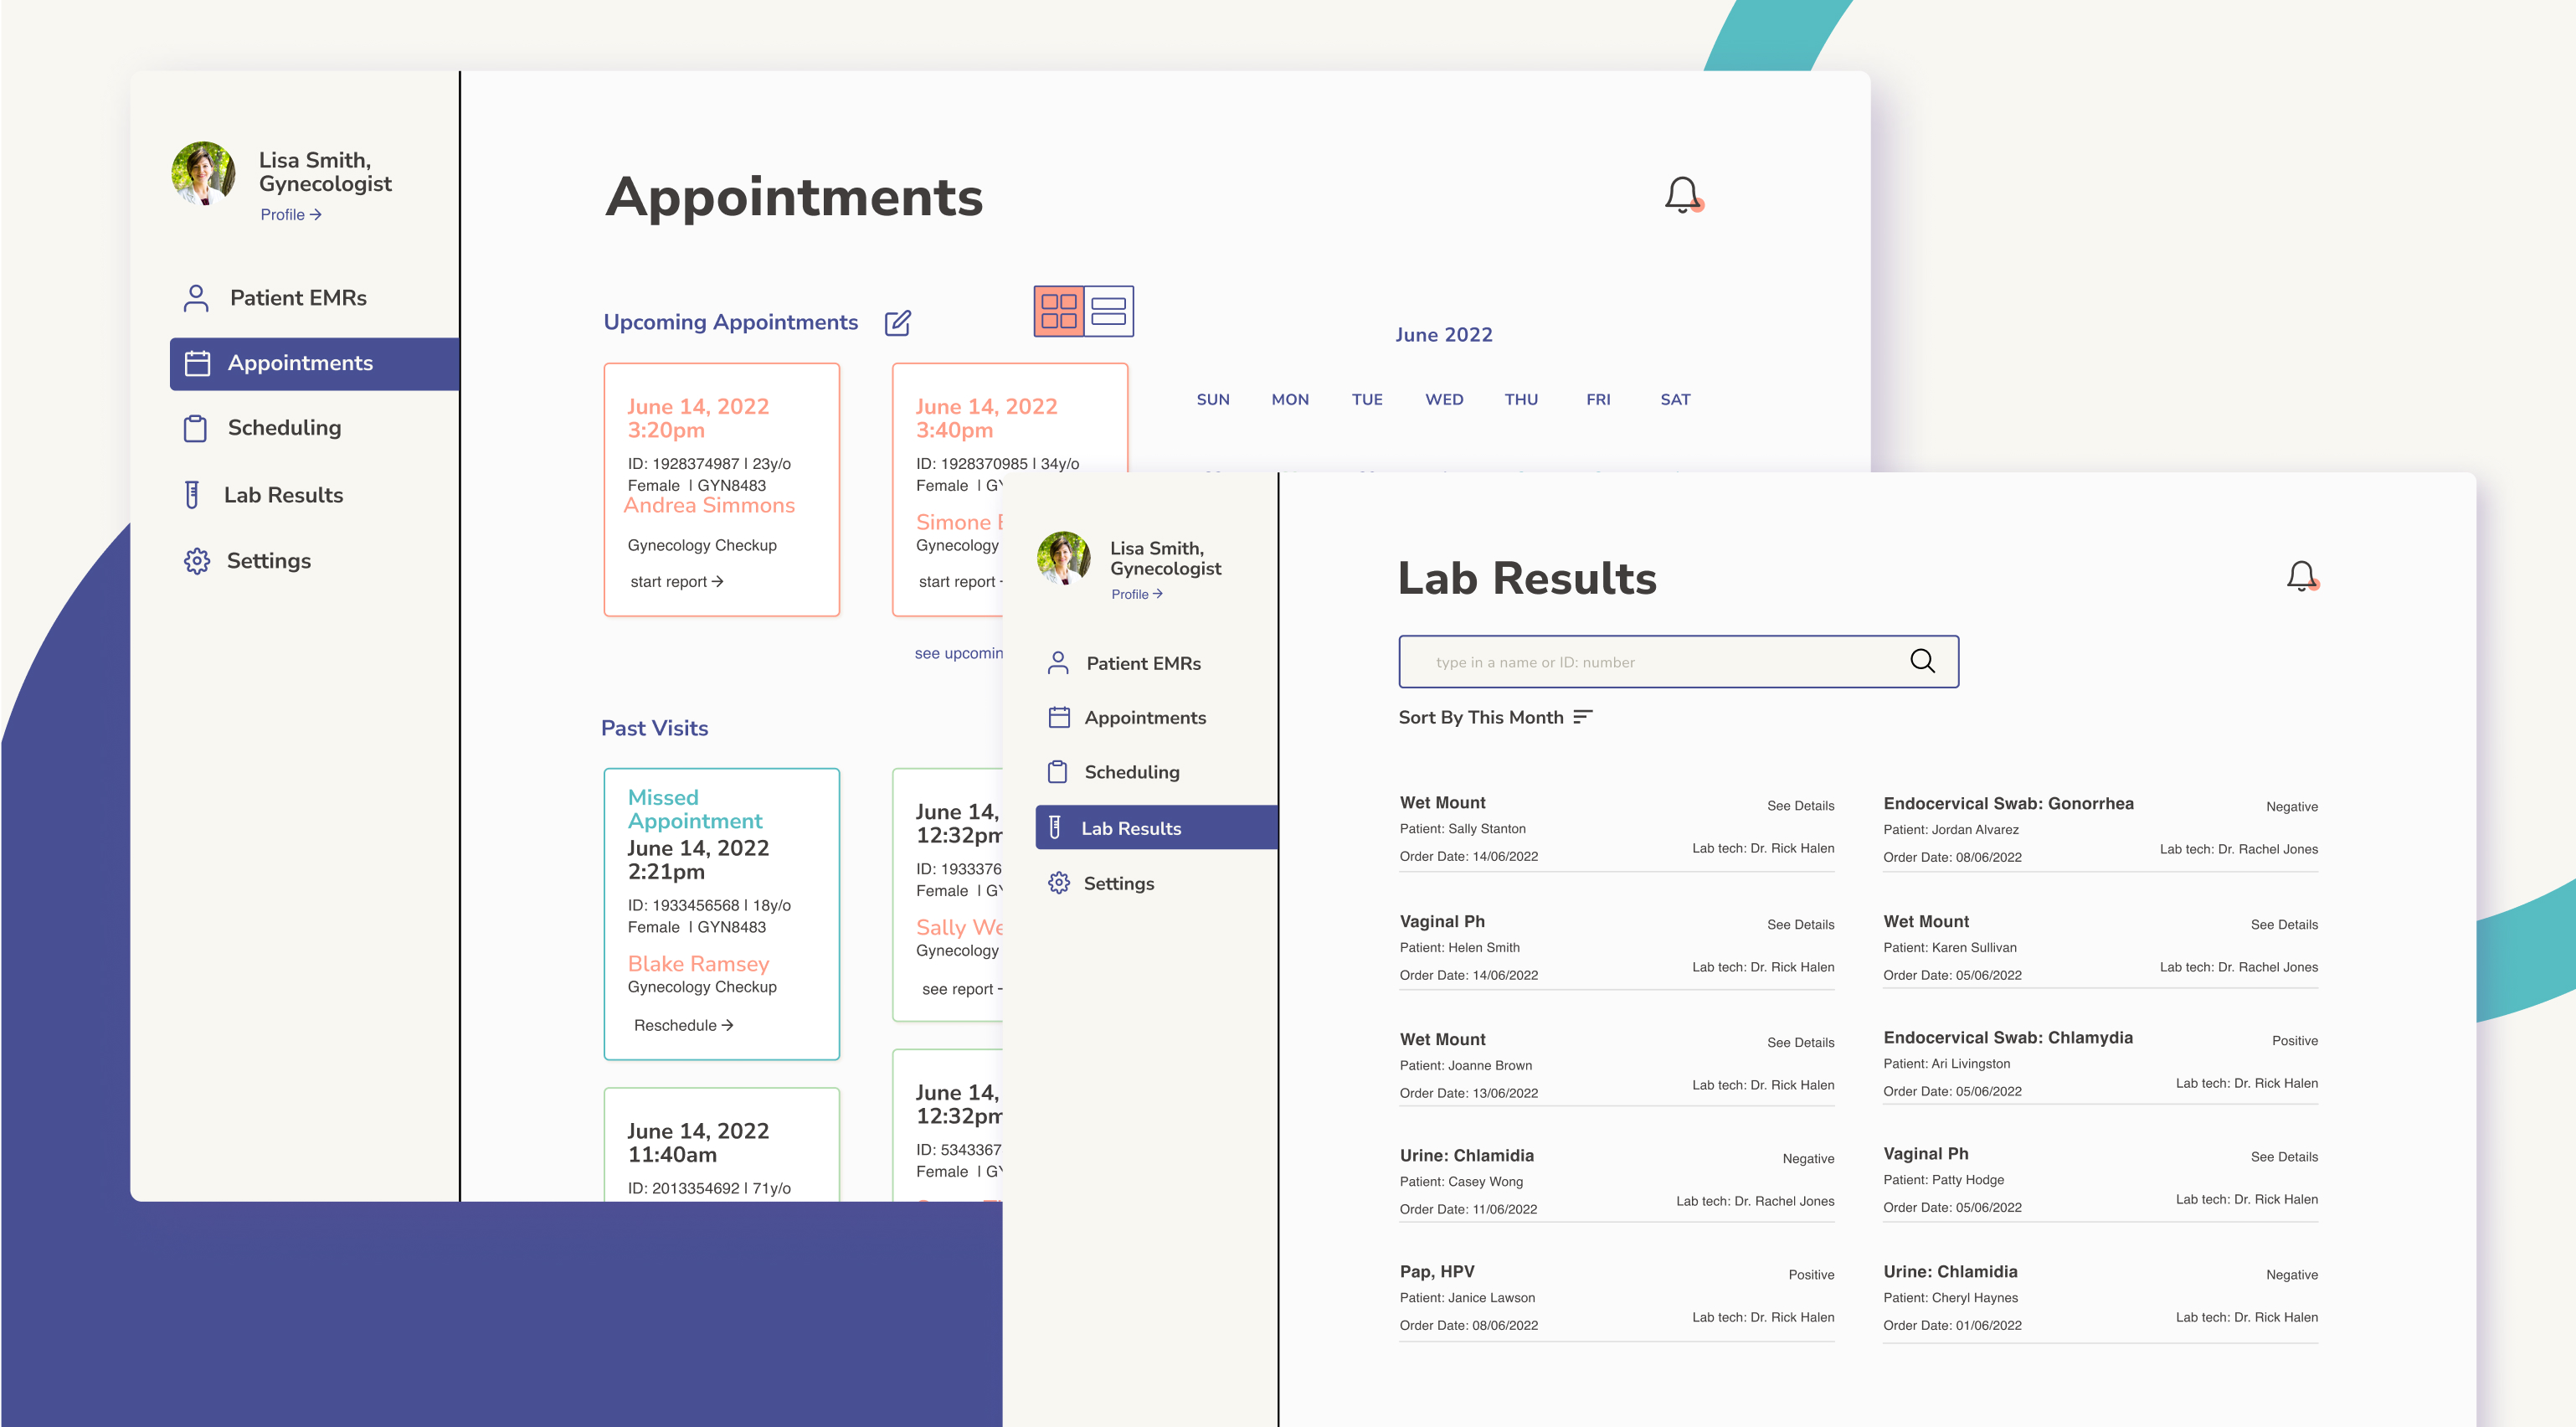 Lisa Smith,
Gynecologist
Profile →
Patient EMRs
Appointments
Scheduling
Lab Results
Settings
Appointments
Upcoming Appointments
June 14, 2022
3:20pm
ID: 1928374987 | 23y/o
Female | GYN8483
Andrea Simmons
Gynecology Checkup
start report →
June 14, 2022
3:40pm
ID: 1928370985 | 34y/o
Female
Simone
Gynecology
start report
see
June 2022
SUN MON TUE WED THU FRI SAT
Past Visits
Missed
Appointment
June 14, 2022
2:21pm
ID: 1933456568 | 18y/o
Female | GYN8483
Blake Ramsey
Gynecology Checkup
Reschedule →
June 14,
12:32pm
ID: 1933376
Female
Sally
Gynecology
see report
June 14, 2022
11:40am
ID: 2013354692 | 71y/o
June 14,
12:32pm
ID: 5343367
Female
Lisa Smith,
Gynecologist
Profile →
Patient EMRs
Appointments
Scheduling
Lab Results
Settings
Lab Results
type in a name or ID: number
Sort By This Month
Wet Mount
See Details
Patient: Sally Stanton
Lab tech: Dr. Rick Halen
Order Date: 14/06/2022
Vaginal Ph
See Details
Patient: Helen Smith
Lab tech: Dr. Rick Halen
Order Date: 14/06/2022
Wet Mount
See Details
Patient: Joanne Brown
Lab tech: Dr. Rick Halen
Order Date: 13/06/2022
Urine: Chlamidia
Negative
Patient: Casey Wong
Lab tech: Dr. Rachel Jones
Order Date: 11/06/2022
Pap, HPV
Positive
Patient: Janice Lawson
Lab tech: Dr. Rick Halen
Order Date: 08/06/2022
Endocervical Swab: Gonorrhea
Negative
Patient: Jordan Alvarez
Lab tech: Dr. Rachel Jones
Order Date: 08/06/2022
Wet Mount
See Details
Patient: Karen Sullivan
Lab tech: Dr. Rachel Jones
Order Date: 05/06/2022
Endocervical Swab: Chlamydia
Positive
Patient: Ari Livingston
Lab tech: Dr. Rick Halen
Order Date: 05/06/2022
Vaginal Ph
See Details
Patient: Patty Hodge
Lab tech: Dr. Rick Halen
Order Date: 05/06/2022
Urine: Chlamidia
Negative
Patient: Cheryl Haynes
Lab tech: Dr. Rick Halen
Order Date: 01/06/2022